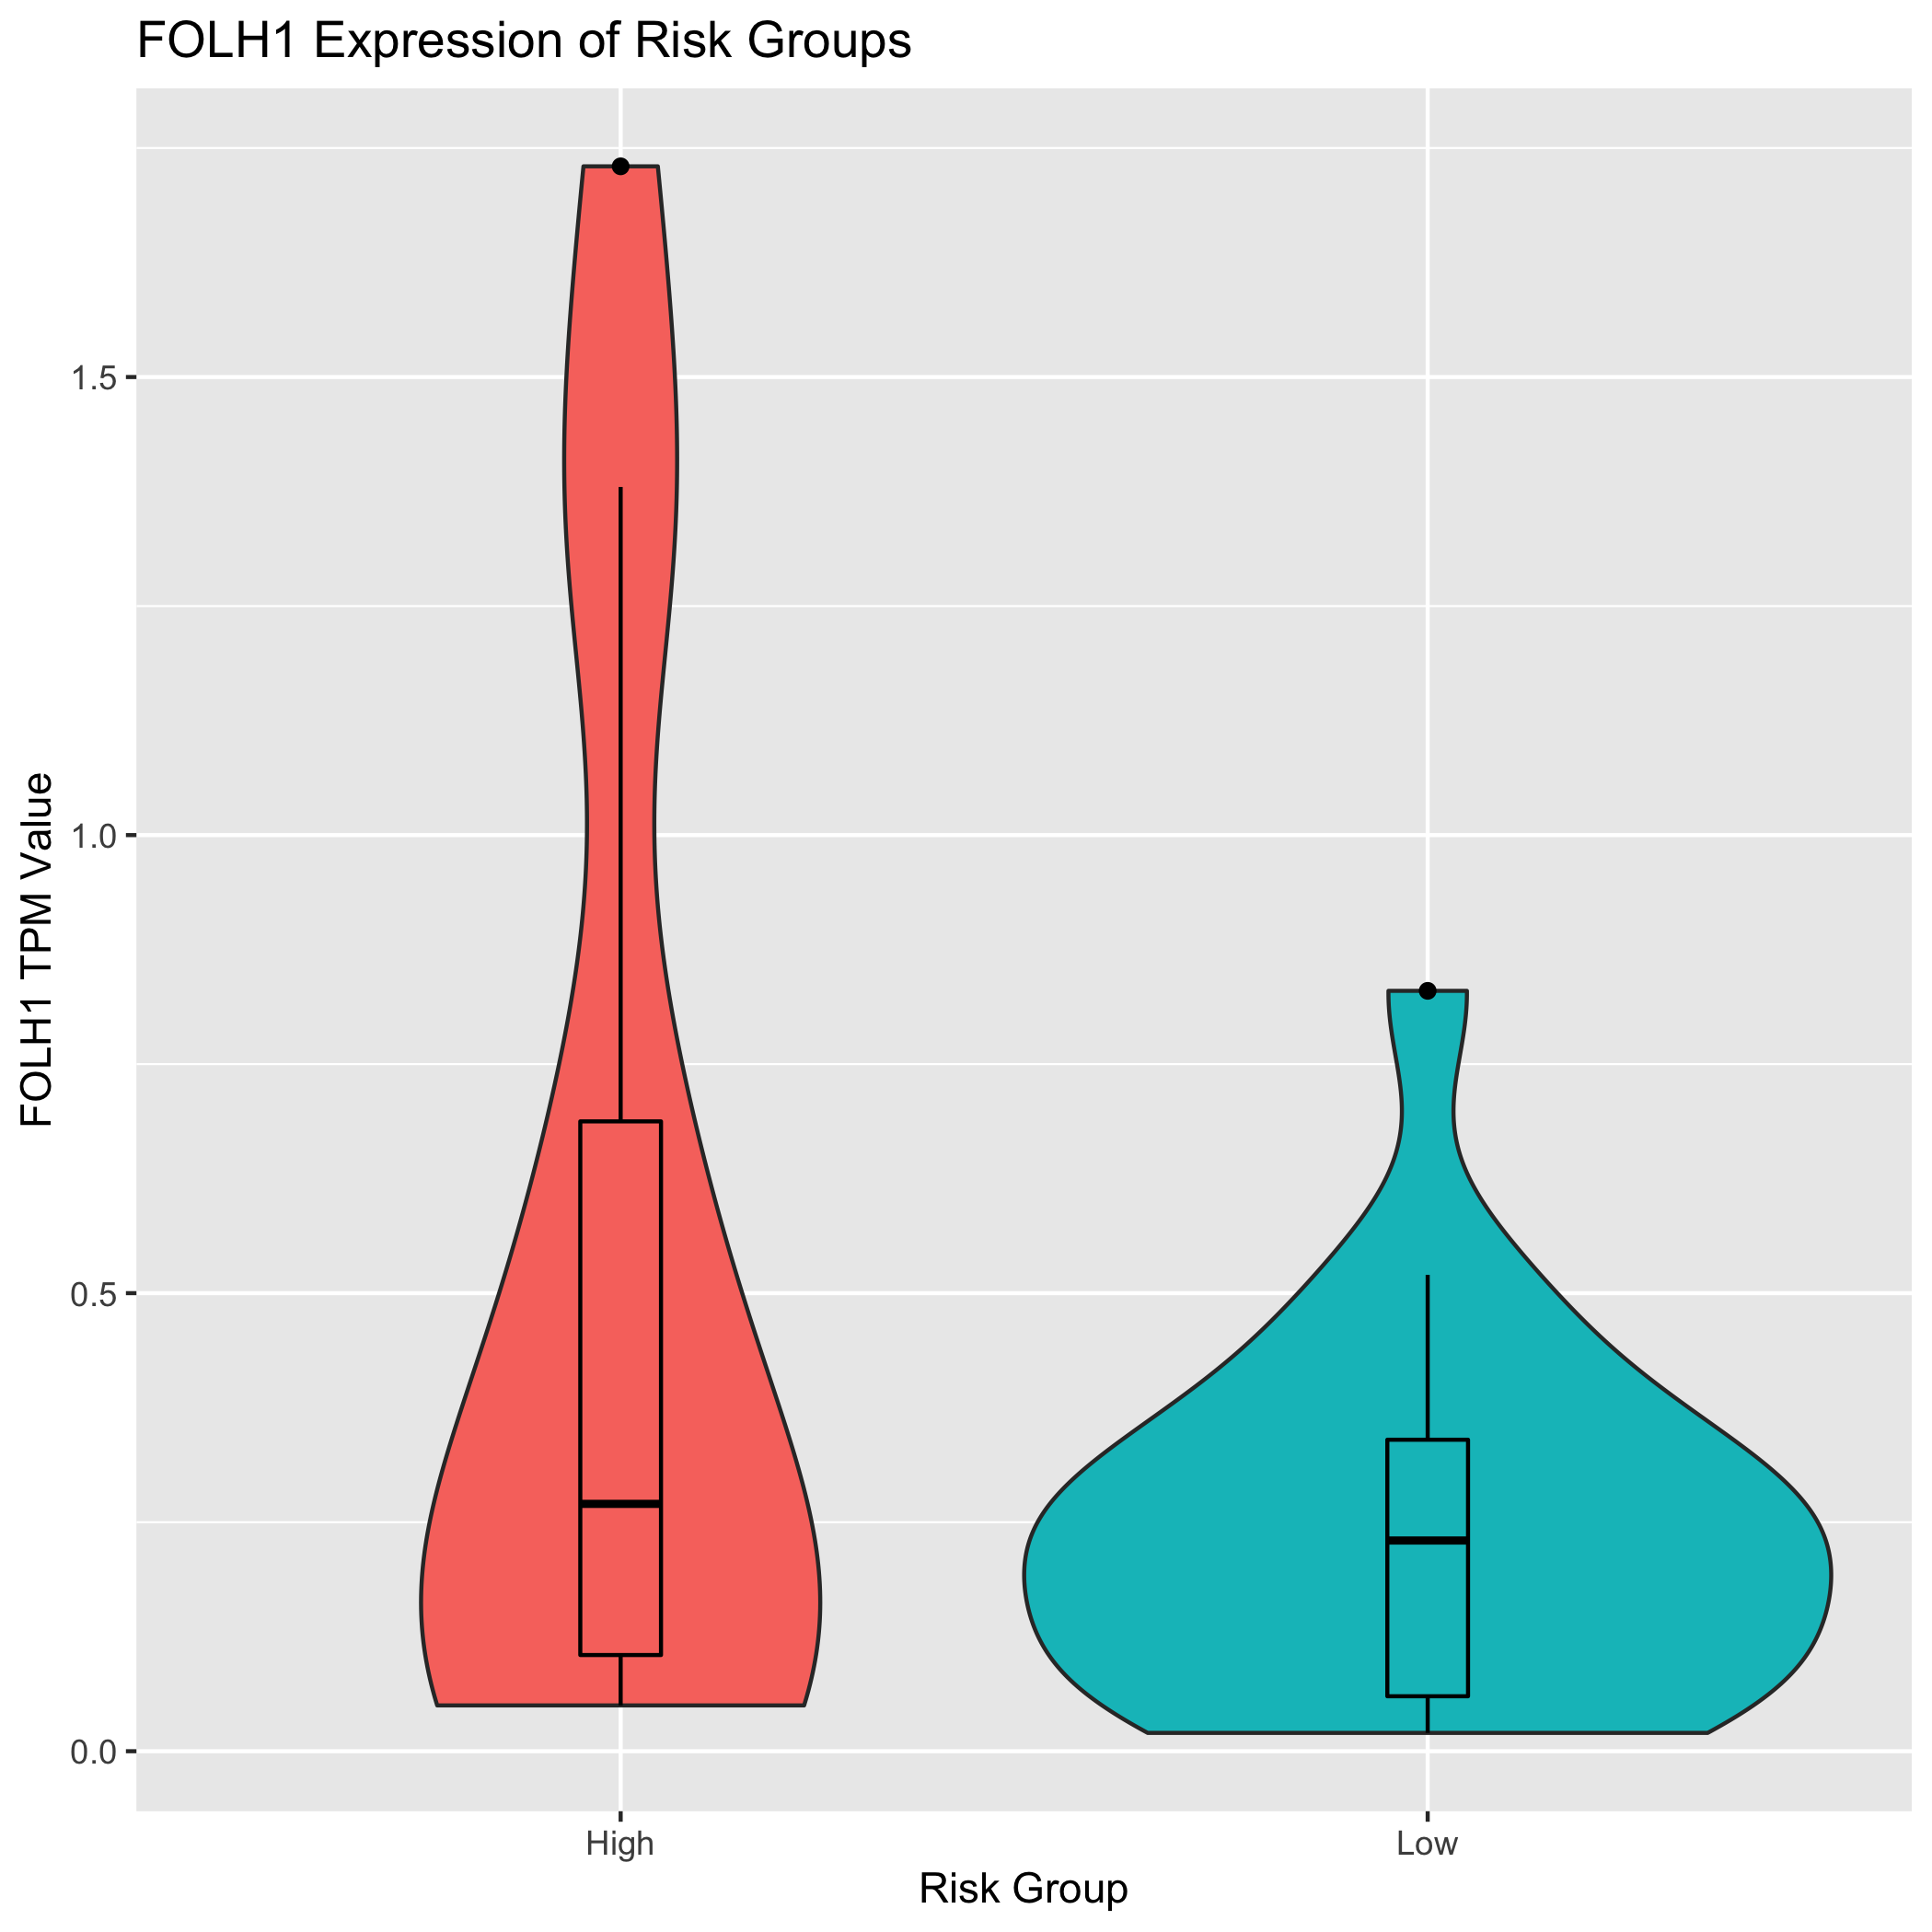 FOLH1 Expression of Risk Groups
FOLH1 TPM Value
1.5
1.0
0.5
0.0
High
Low
Risk Group